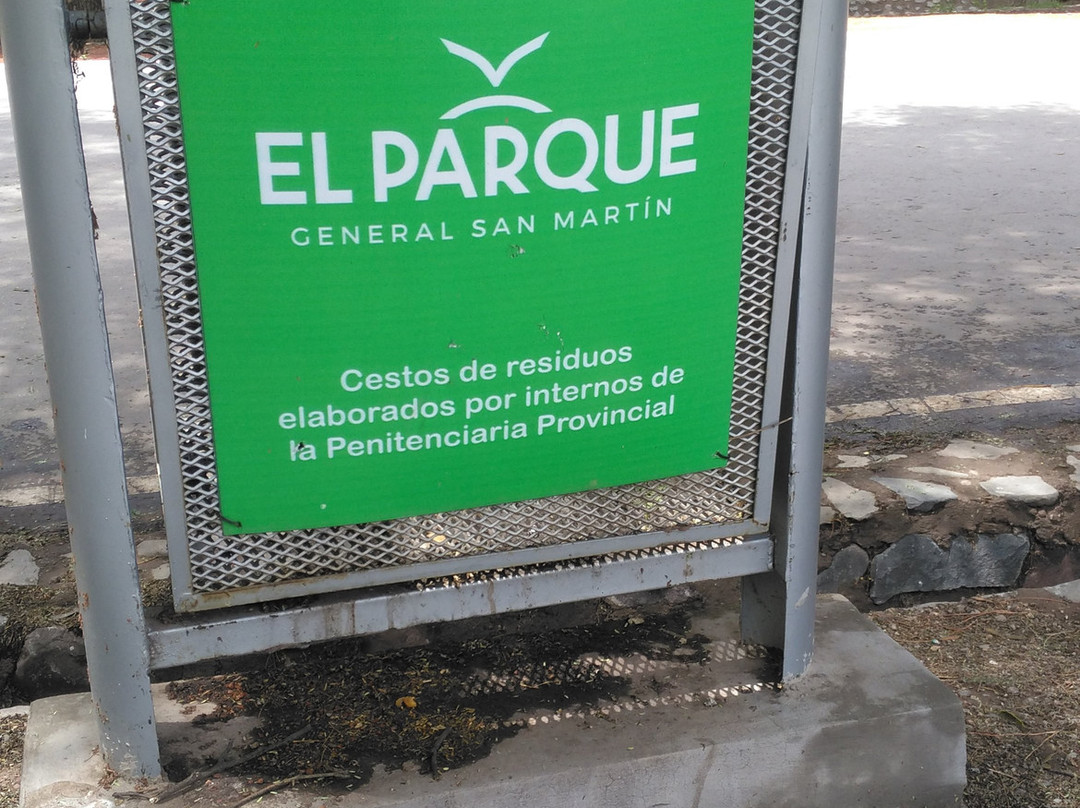 EL PARQUE
GENERAL SAN MARTÍN
Cestos de residuos
elaborados por internos de
la Penitenciaria Provincial